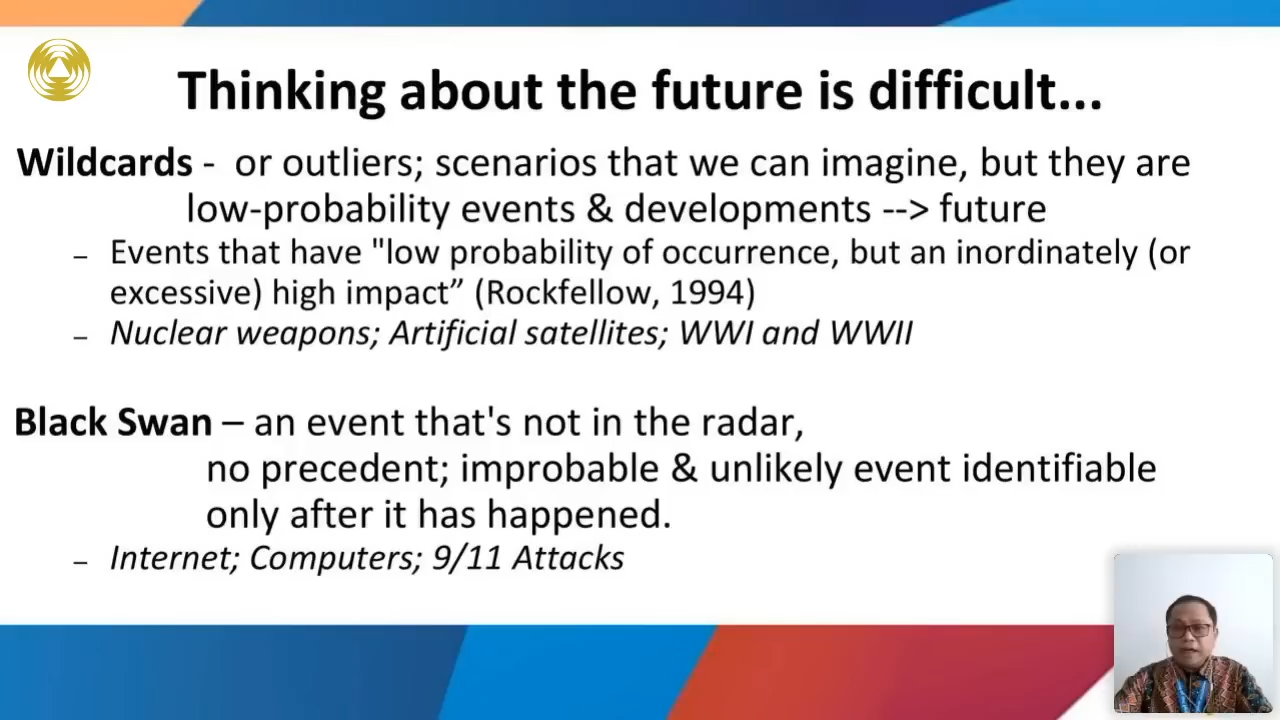 Thinking about the future is difficult...
Wildcards - or outliers; scenarios that we can imagine, but they are
low-probability events & developments --> future
– Events that have "low probability of occurrence, but an inordinately (or
excessive) high impact” (Rockfellow, 1994)
– Nuclear weapons; Artificial satellites; WWI and WWII
Black Swan – an event that's not in the radar,
no precedent; improbable & unlikely event identifiable
only after it has happened.
– Internet; Computers; 9/11 Attacks